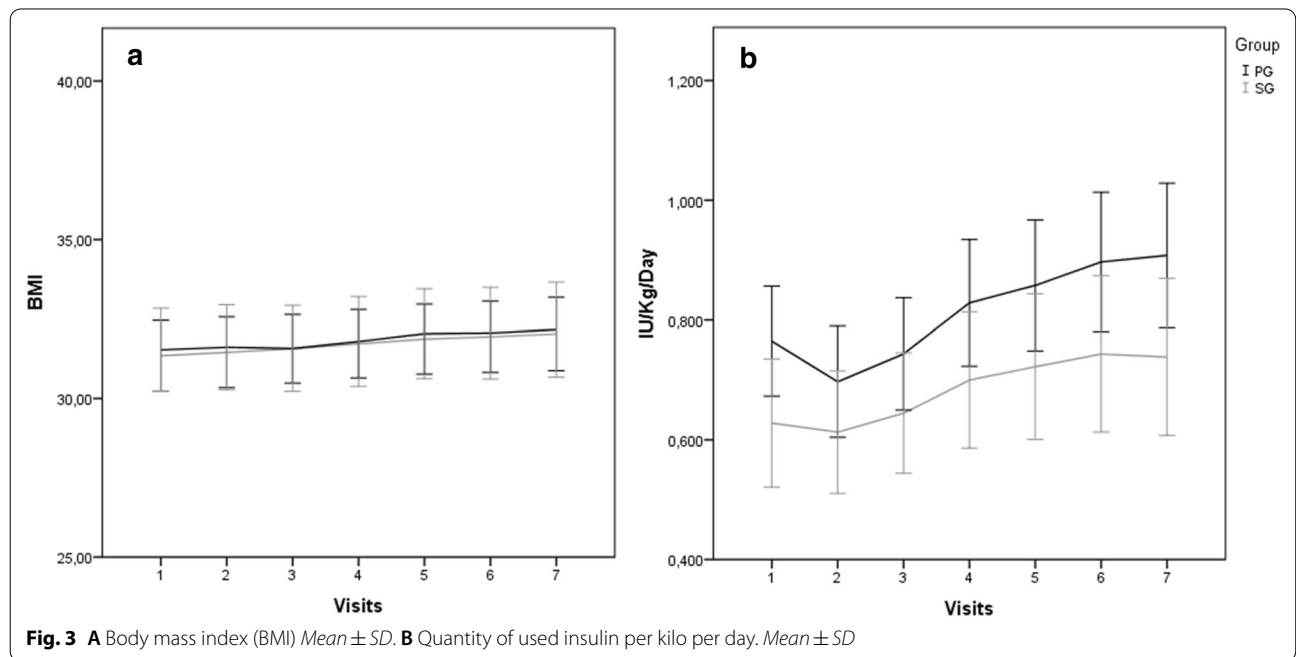 a
40,00
35,00
30,00
25,00
BMI
1 2 3 4 5 6 7
Visits
b
1,200
1,000
0,800
0,600
0,400
IU/Kg/Day
1 2 3 4 5 6 7
Visits
Group
PG
SG
Fig. 3 A Body mass index (BMI) Mean ± SD. B Quantity of used insulin per kilo per day. Mean ± SD